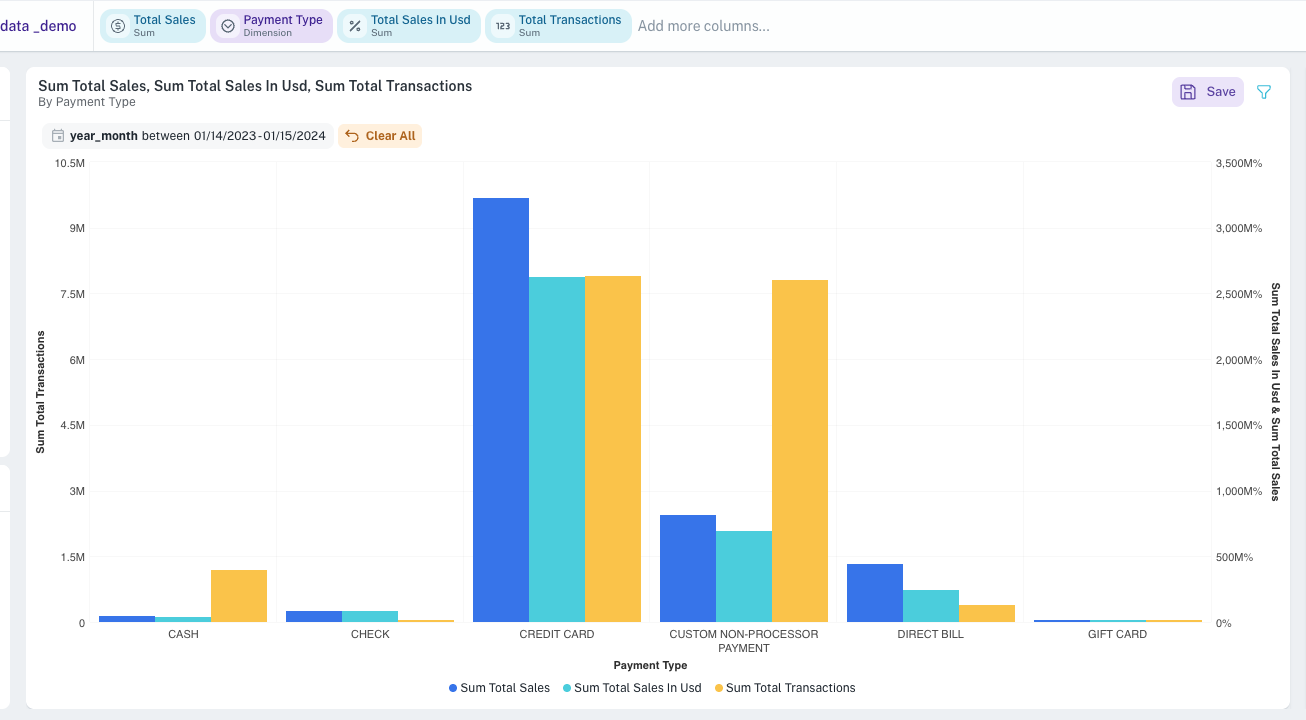 data _demo
Total Sales
Sum
Payment Type
Dimension
Total Sales In Usd
Sum
123
Total Transactions
Sum
Add more columns...
Sum Total Sales, Sum Total Sales In Usd, Sum Total Transactions
By Payment Type
Save
year_month between 01/14/2023-01/15/2024
Clear All
10.5M
9M
7.5M
6M
4.5M
3M
1.5M
0
Sum Total Transactions
3,500M%
3,000M%
2,500M%
2,000M%
1,500M%
1,000M%
500M%
0%
Sum Total Sales In Usd & Sum Total Sales
CASH
CHECK
CREDIT CARD
CUSTOM NON-PROCESSOR
PAYMENT
DIRECT BILL
GIFT CARD
Payment Type
Sum Total Sales
Sum Total Sales In Usd
Sum Total Transactions